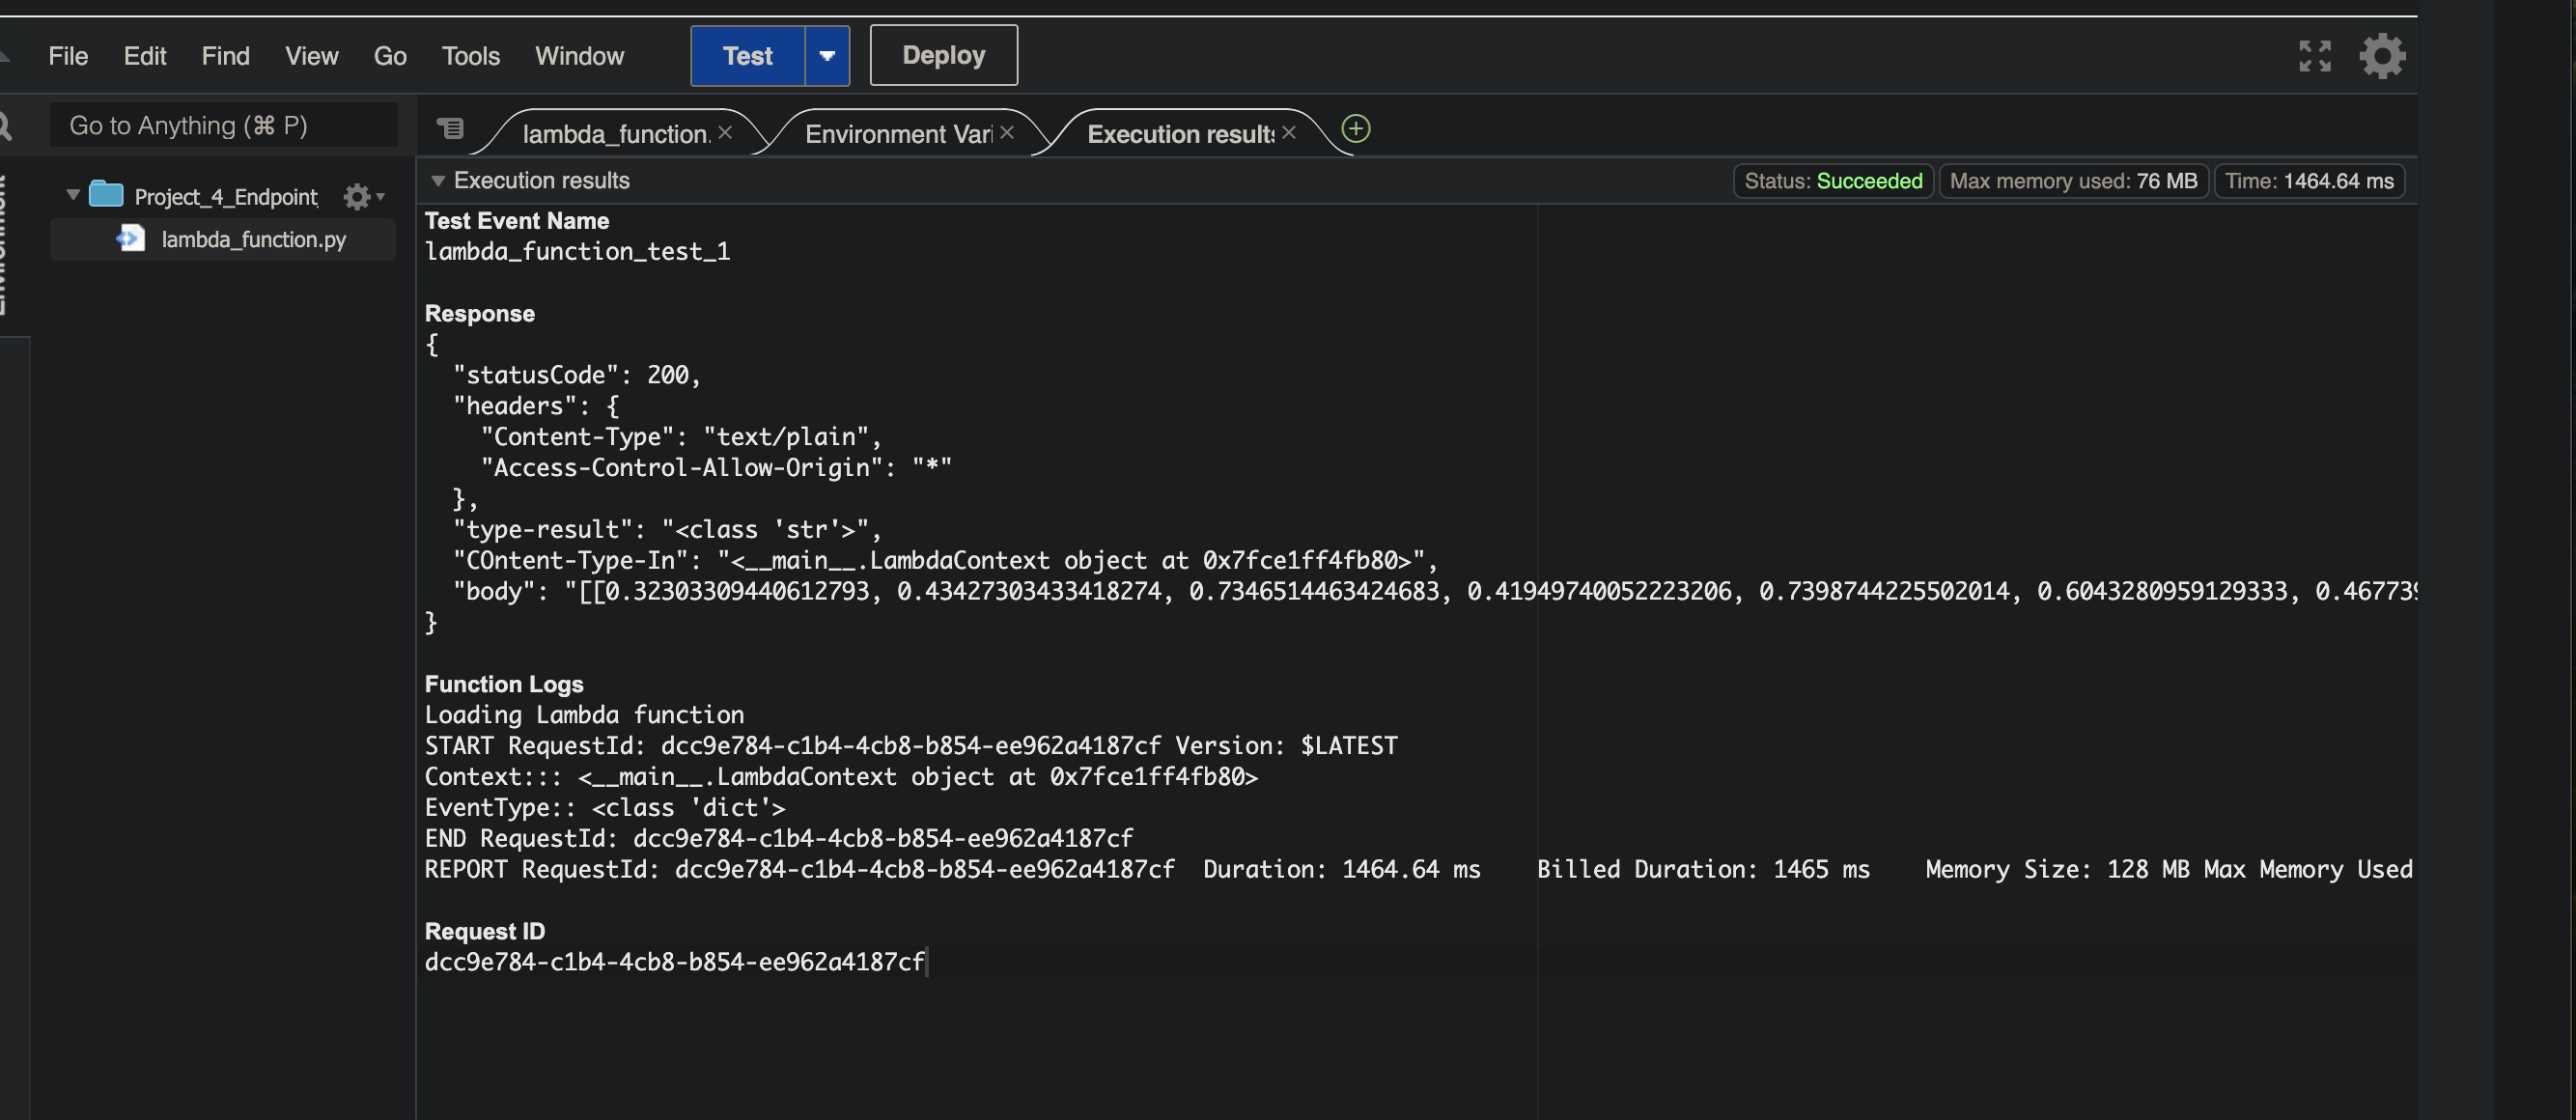 File Edit Find View Go Tools Window Test Deploy
Go to Anything (⌘ P)
lambda_function. Environment Vari Execution results
Execution results Status: Succeeded Max memory used: 76 MB Time: 1464.64 ms
Project_4_Endpoint
lambda_function.py
Test Event Name
lambda_function_test_1
Response
{
"statusCode": 200,
"headers": {
"Content-Type": "text/plain",
"Access-Control-Allow-Origin": "*"
},
"type-result": "<class 'str'>",
"COntent-Type-In": "<__main__.LambdaContext object at 0x7fce1ff4fb80>",
"body": "[[0.32303309440612793, 0.43427303433418274, 0.7346514463424683, 0.41949740052223206, 0.7398744225502014, 0.6043280959129333, 0.46773
}
Function Logs
Loading Lambda function
START RequestId: dcc9e784-c1b4-4cb8-b854-ee962a4187cf Version: $LATEST
Context::: <__main__.LambdaContext object at 0x7fce1ff4fb80>
EventType:: <class 'dict'>
END RequestId: dcc9e784-c1b4-4cb8-b854-ee962a4187cf
REPORT RequestId: dcc9e784-c1b4-4cb8-b854-ee962a4187cf Duration: 1464.64 ms Billed Duration: 1465 ms Memory Size: 128 MB Max Memory Used
Request ID
dcc9e784-c1b4-4cb8-b854-ee962a4187cf